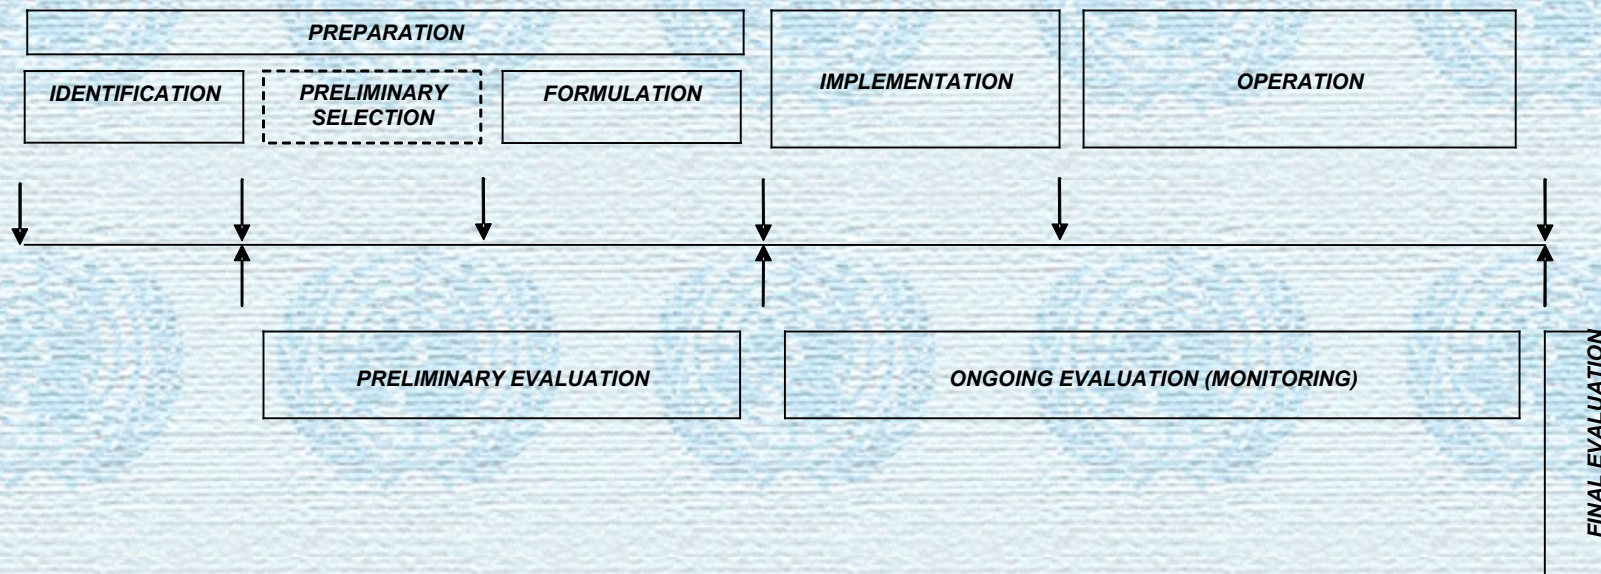 PREPARATION
IDENTIFICATION
PRELIMINARY
SELECTION
FORMULATION
IMPLEMENTATION
OPERATION
PRELIMINARY EVALUATION
ONGOING EVALUATION (MONITORING)
FINAL EVALUATION